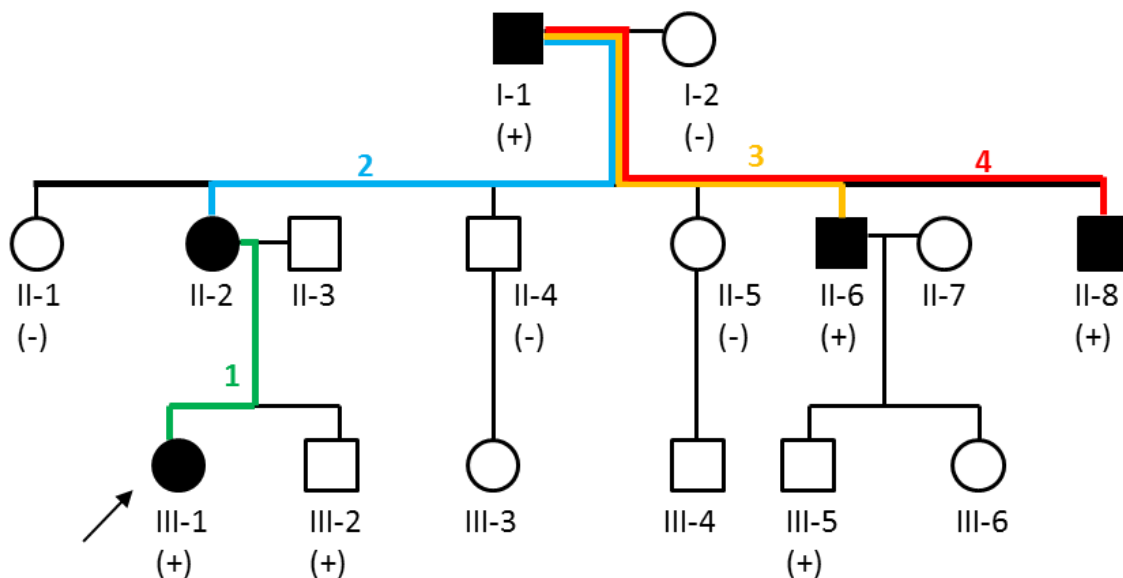 I-1 I-2
(+) (-)
2 3 4
II-1 II-2 II-3 II-4 II-5 II-6 II-7 II-8
(-) (-) (-) (+) (+)
1
III-1 III-2 III-3 III-4 III-5 III-6
(+) (+) (+)